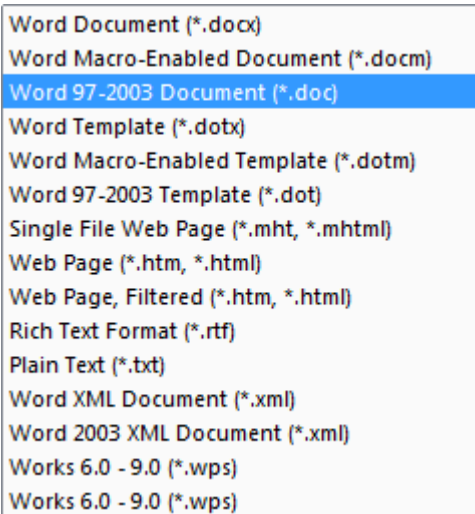 Word Document (*.docx)
Word Macro-Enabled Document (*.docm)
Word 97-2003 Document (*.doc)
Word Template (*.dotx)
Word Macro-Enabled Template (*.dotm)
Word 97-2003 Template (*.dot)
Single File Web Page (*.mht, *.mhtml)
Web Page (*.htm, *.html)
Web Page, Filtered (*.htm, *.html)
Rich Text Format (*.rtf)
Plain Text (*.txt)
Word XML Document (*.xml)
Word 2003 XML Document (*.xml)
Works 6.0 - 9.0 (*.wps)
Works 6.0 - 9.0 (*.wps)